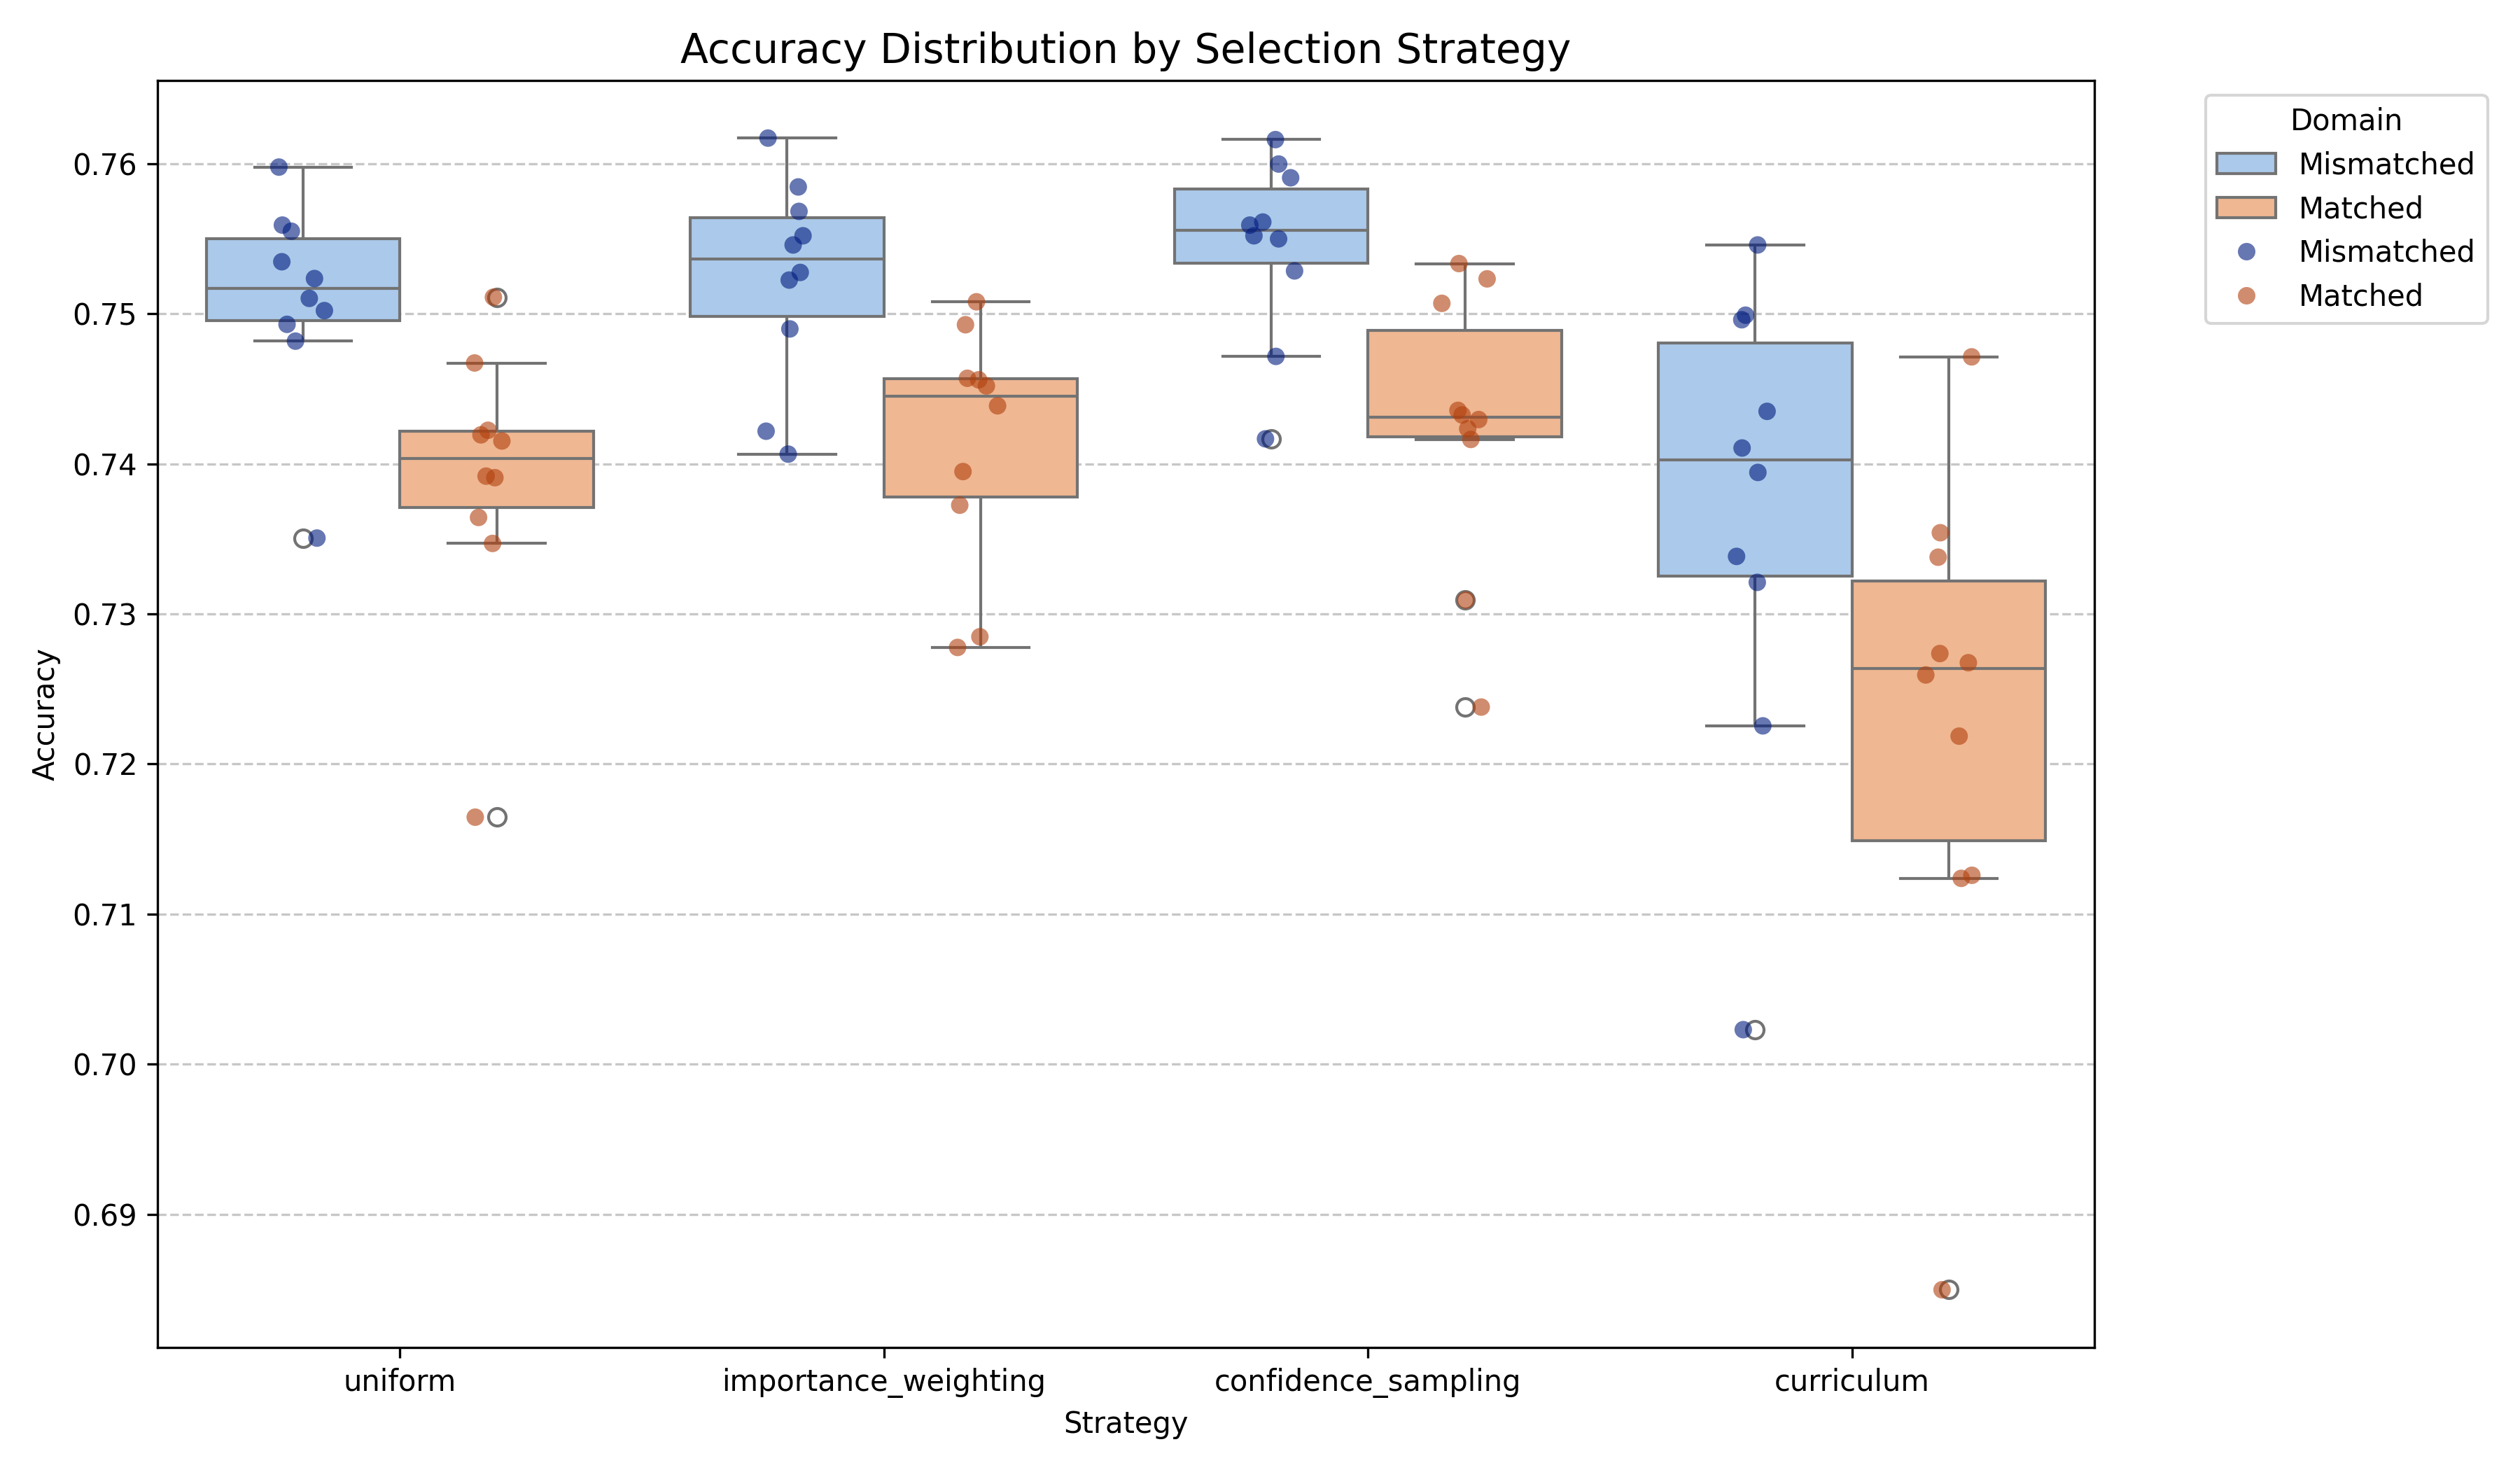 Accuracy Distribution by Selection Strategy
Domain
Mismatched
Matched
Mismatched
Matched
Accuracy
0.76
0.75
0.74
0.73
0.72
0.71
0.70
0.69
uniform
importance_weighting
confidence_sampling
curriculum
Strategy